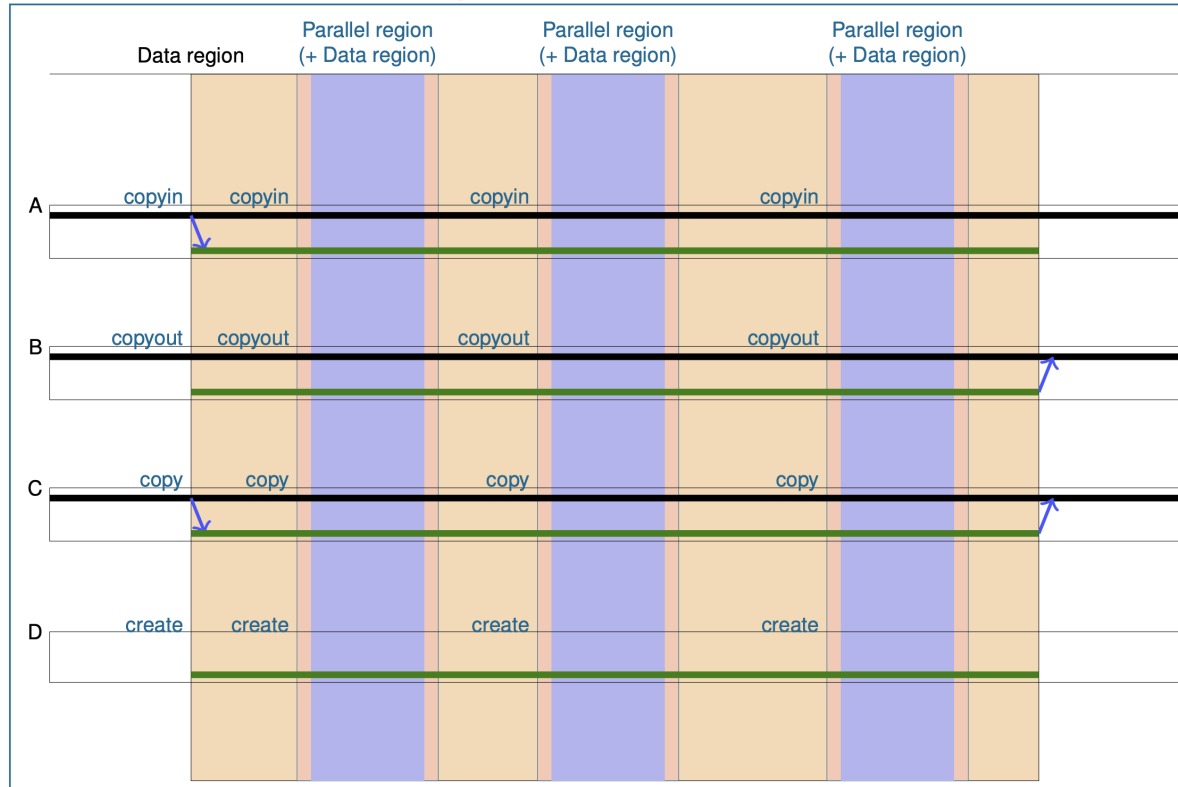 Parallel region Parallel region Parallel region
Data region (+ Data region) (+ Data region) (+ Data region)
A copyin copyin copyin copyin
B copyout copyout copyout copyout
C copy copy copy copy
D create create create create